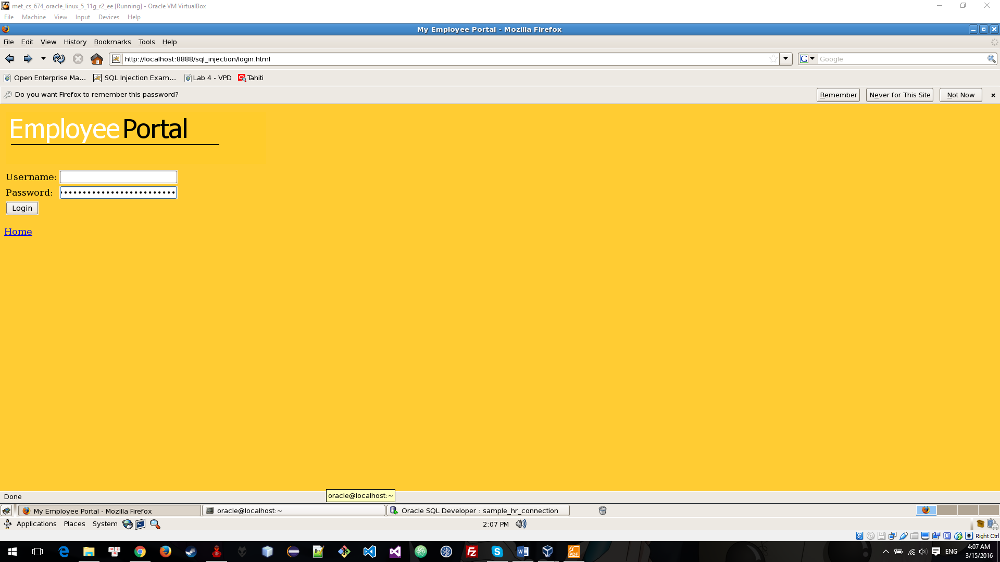 met_cs_674_oracle_linux_5_11g_r2_ee [Running] - Oracle VM VirtualBox
File Machine View Input Devices Help
My Employee Portal - Mozilla Firefox
File Edit View History Bookmarks Tools Help
http://localhost:8888/sql_injection/login.html
G Google
Open Enterprise Ma... SQL Injection Exam... Lab 4 - VPD Tahiti
Do you want Firefox to remember this password? Remember Never for This Site Not Now
Employee Portal
Username:
Password:
Login
Home
Done
oracle@localhost:~
My Employee Portal - Mozilla Firefox oracle@localhost:~ Oracle SQL Developer : sample_hr_connection
Applications Places System 2:07 PM
Right Ctrl
ENG 4:07 AM
3/15/2016